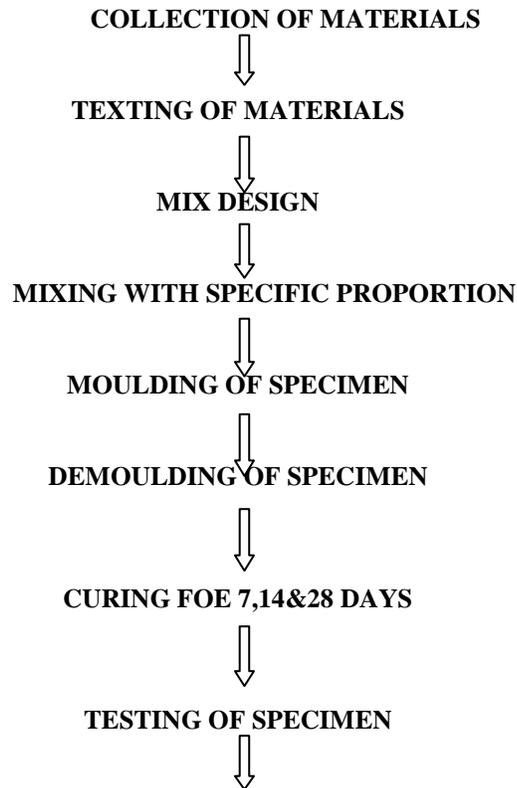 COLLECTION OF MATERIALS
TEXTING OF MATERIALS
MIX DESIGN
MIXING WITH SPECIFIC PROPORTION
MOULDING OF SPECIMEN
DEMOULDING OF SPECIMEN
CURING FOE 7,14&28 DAYS
TESTING OF SPECIMEN